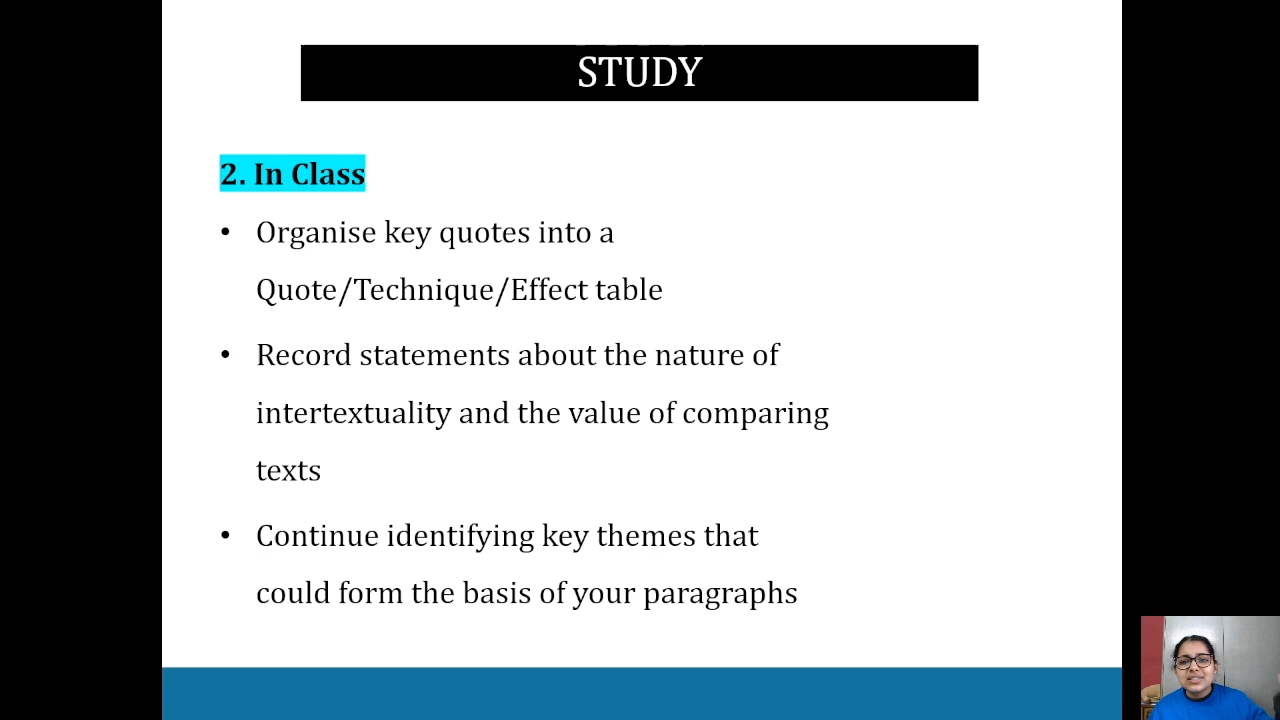 STUDY
2. In Class
• Organise key quotes into a
Quote/Technique/Effect table
• Record statements about the nature of
intertextuality and the value of comparing
texts
• Continue identifying key themes that
could form the basis of your paragraphs